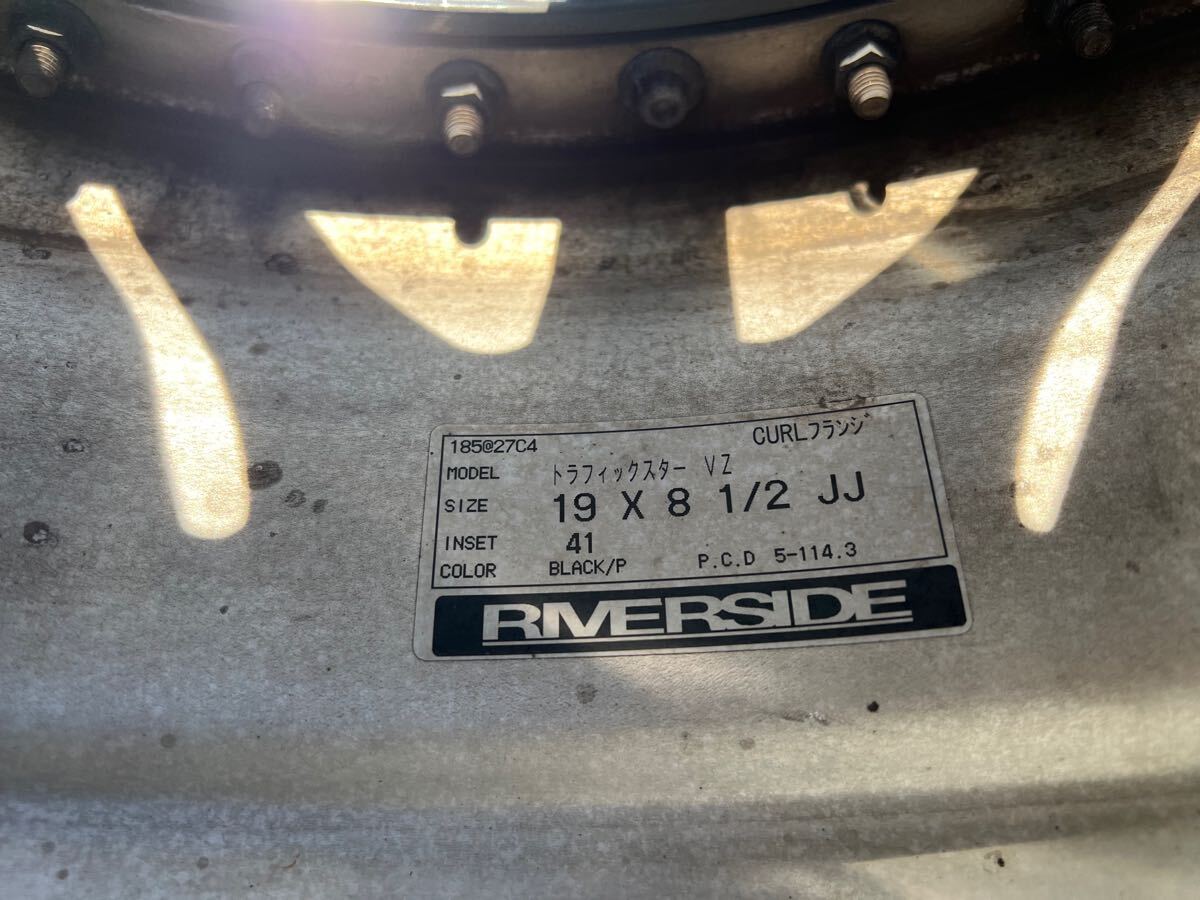 185@27C4 CURLフランジ
MODEL トラフィックスター VZ
SIZE 19 X 8 1/2 JJ
INSET 41
COLOR BLACK/P P.C.D 5-114.3
RIVERSIDE